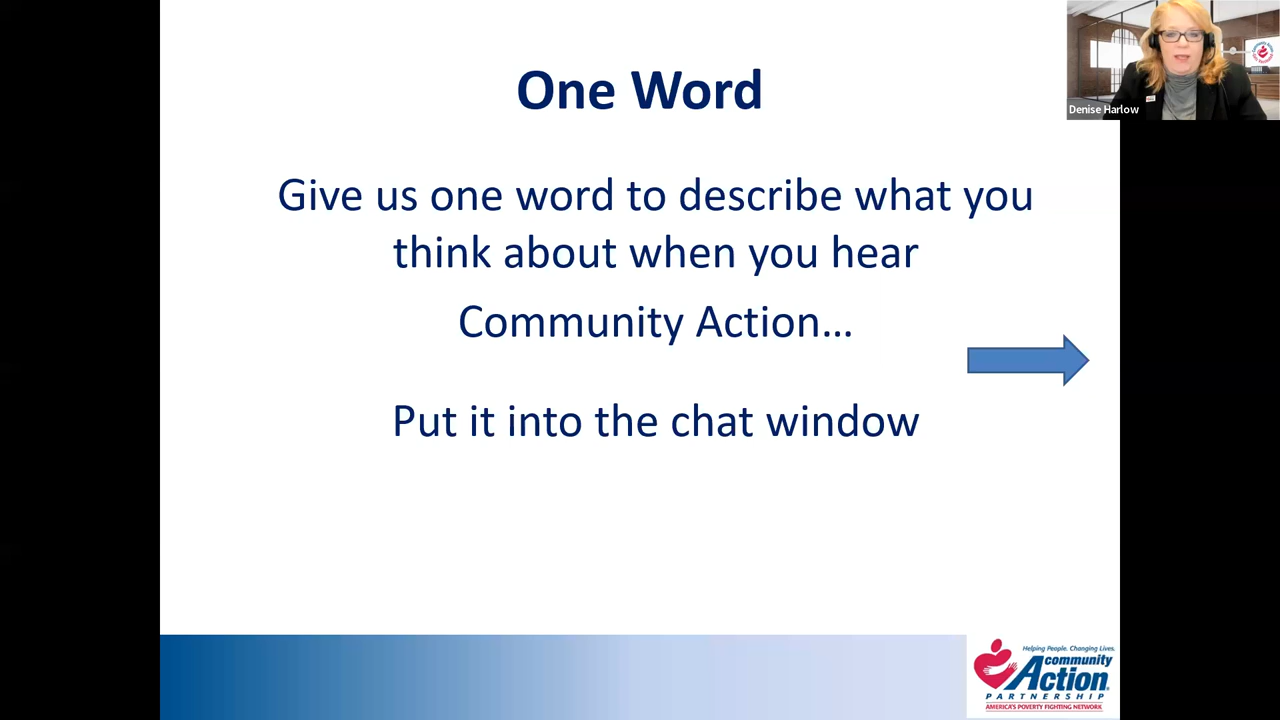 One Word
Give us one word to describe what you
think about when you hear
Community Action…
Put it into the chat window
Denise Harlow
Helping People. Changing Lives.
community
Action
PARTNERSHIP
AMERICA'S POVERTY FIGHTING NETWORK